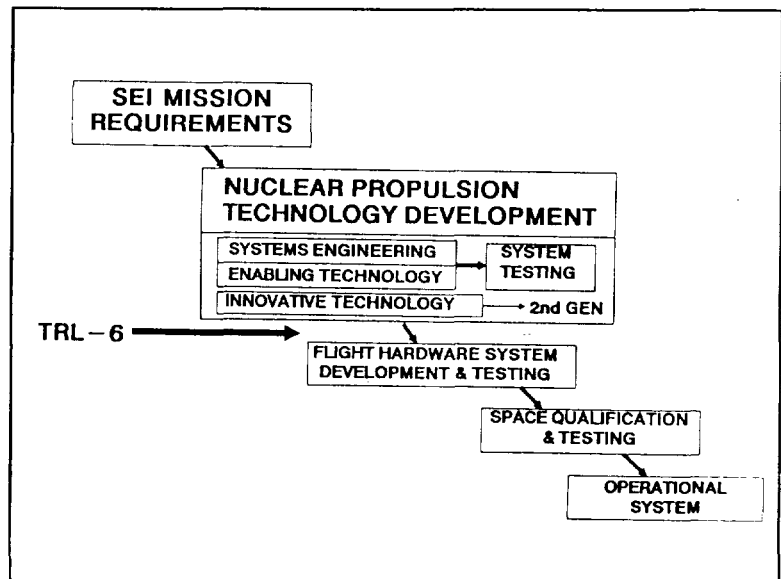 SEI MISSION
REQUIREMENTS
NUCLEAR PROPULSION
TECHNOLOGY DEVELOPMENT
SYSTEMS ENGINEERING
ENABLING TECHNOLOGY
SYSTEM
TESTING
INNOVATIVE TECHNOLOGY
2nd GEN
TRL-6
FLIGHT HARDWARE SYSTEM
DEVELOPMENT & TESTING
SPACE QUALIFICATION
& TESTING
OPERATIONAL
SYSTEM